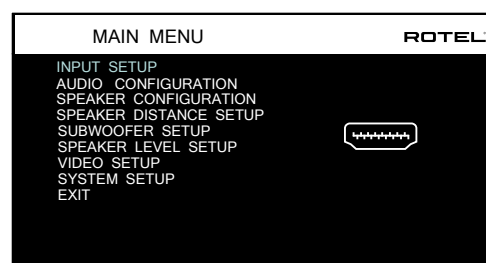 MAIN MENU
ROTEL
INPUT SETUP
AUDIO CONFIGURATION
SPEAKER CONFIGURATION
SPEAKER DISTANCE SETUP
SUBWOOFER SETUP
SPEAKER LEVEL SETUP
VIDEO SETUP
SYSTEM SETUP
EXIT